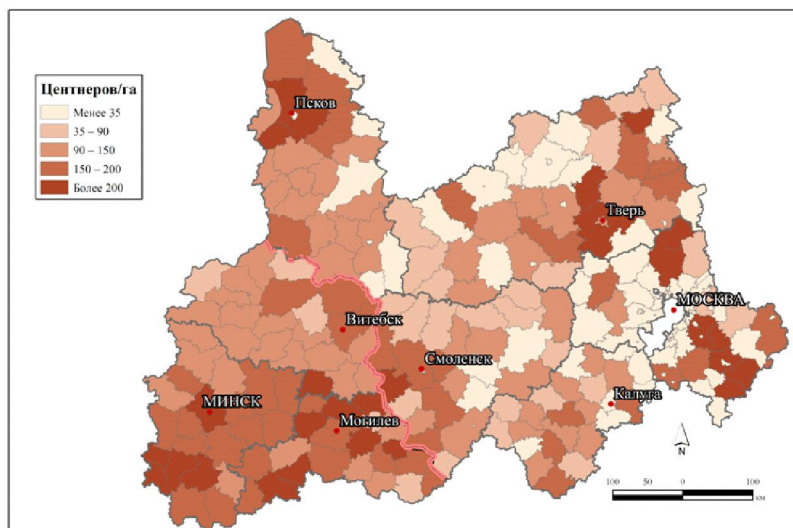 Центнеров/га
Менее 35
35 – 90
90 – 150
150 – 200
Более 200
Псков
Тверь
МОСКВА
Витебск
Смоленск
Калуга
МИНСК
Могилев
N
100 50 0 100
км